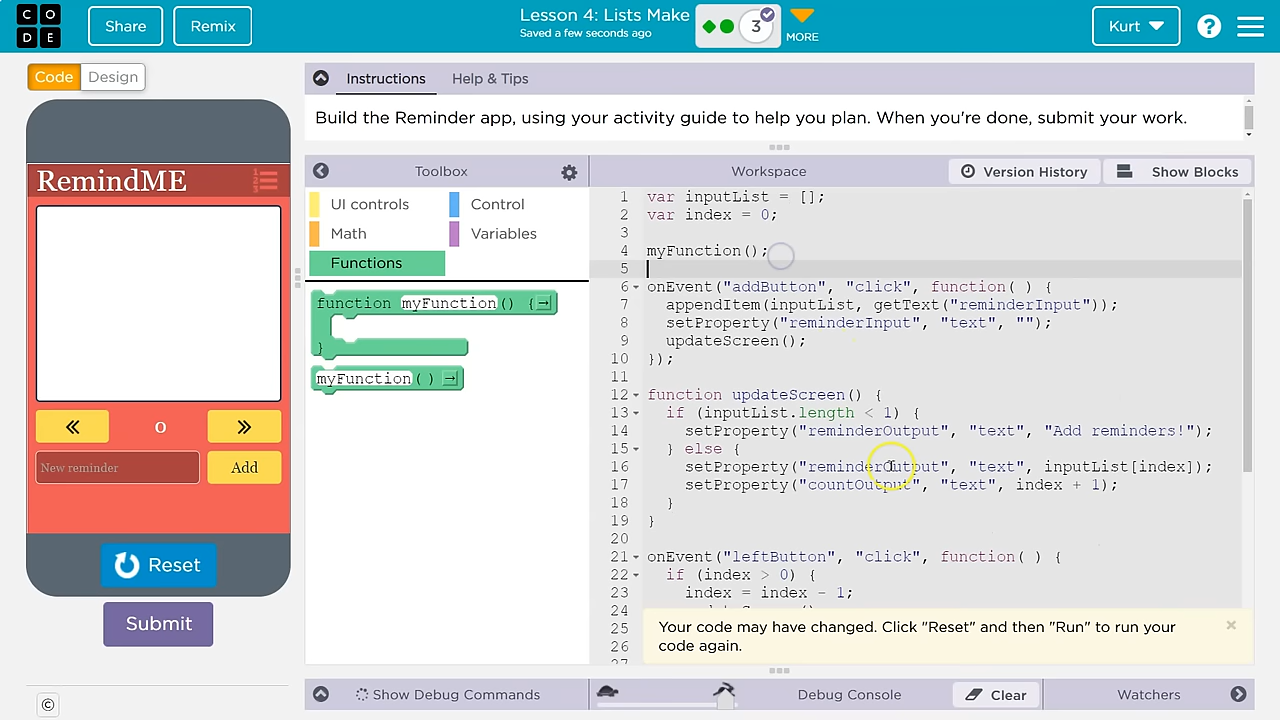 CODE
Share
Remix
Lesson 4: Lists Make
Saved a few seconds ago
3
MORE
Kurt
?
Code
Design
Instructions
Help & Tips
Build the Reminder app, using your activity guide to help you plan. When you're done, submit your work.
RemindME
0
New reminder
Add
Reset
Submit
©
Toolbox
UI controls
Control
Math
Variables
Functions
function myFunction() {
}
myFunction()
Workspace
Version History
Show Blocks
1 var inputList = [];
2 var index = 0;
3
4 myFunction();
5
6 onEvent("addButton", "click", function( ) {
7 appendItem(inputList, getText("reminderInput"));
8 setProperty("reminderInput", "text", "");
9 updateScreen();
10 });
11
12 function updateScreen() {
13 if (inputList.length < 1) {
14 setProperty("reminderOutput", "text", "Add reminders!");
15 } else {
16 setProperty("reminderOutput", "text", inputList[index]);
17 setProperty("countOutput", "text", index + 1);
18 }
19 }
20
21 onEvent("leftButton", "click", function( ) {
22 if (index > 0) {
23 index = index - 1;
24
25
26
Your code may have changed. Click "Reset" and then "Run" to run your
code again.
Show Debug Commands
Debug Console
Clear
Watchers